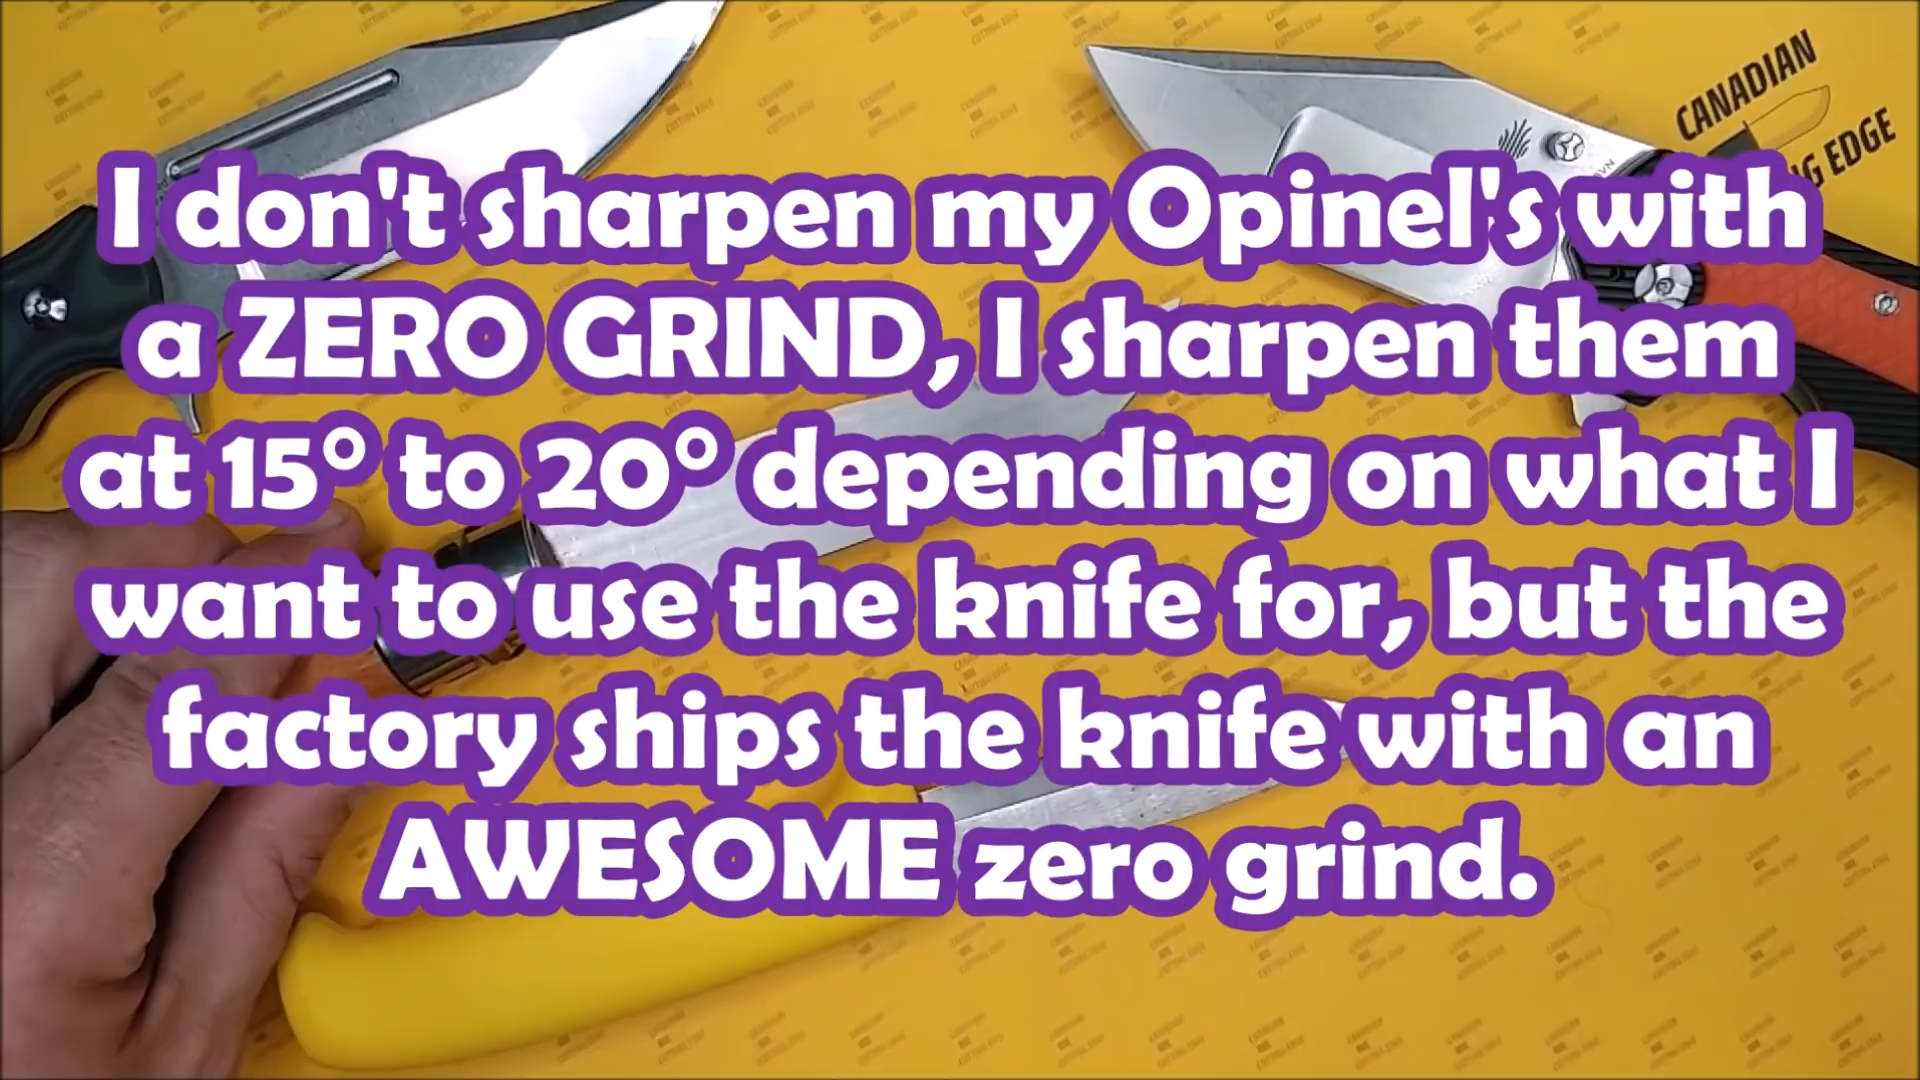 CANADIAN
NG EDGE
I don't sharpen my Opinel's with
a ZERO GRIND, I sharpen them
at 15° to 20° depending on what I
want to use the knife for, but the
factory ships the knife with an
AWESOME zero grind.